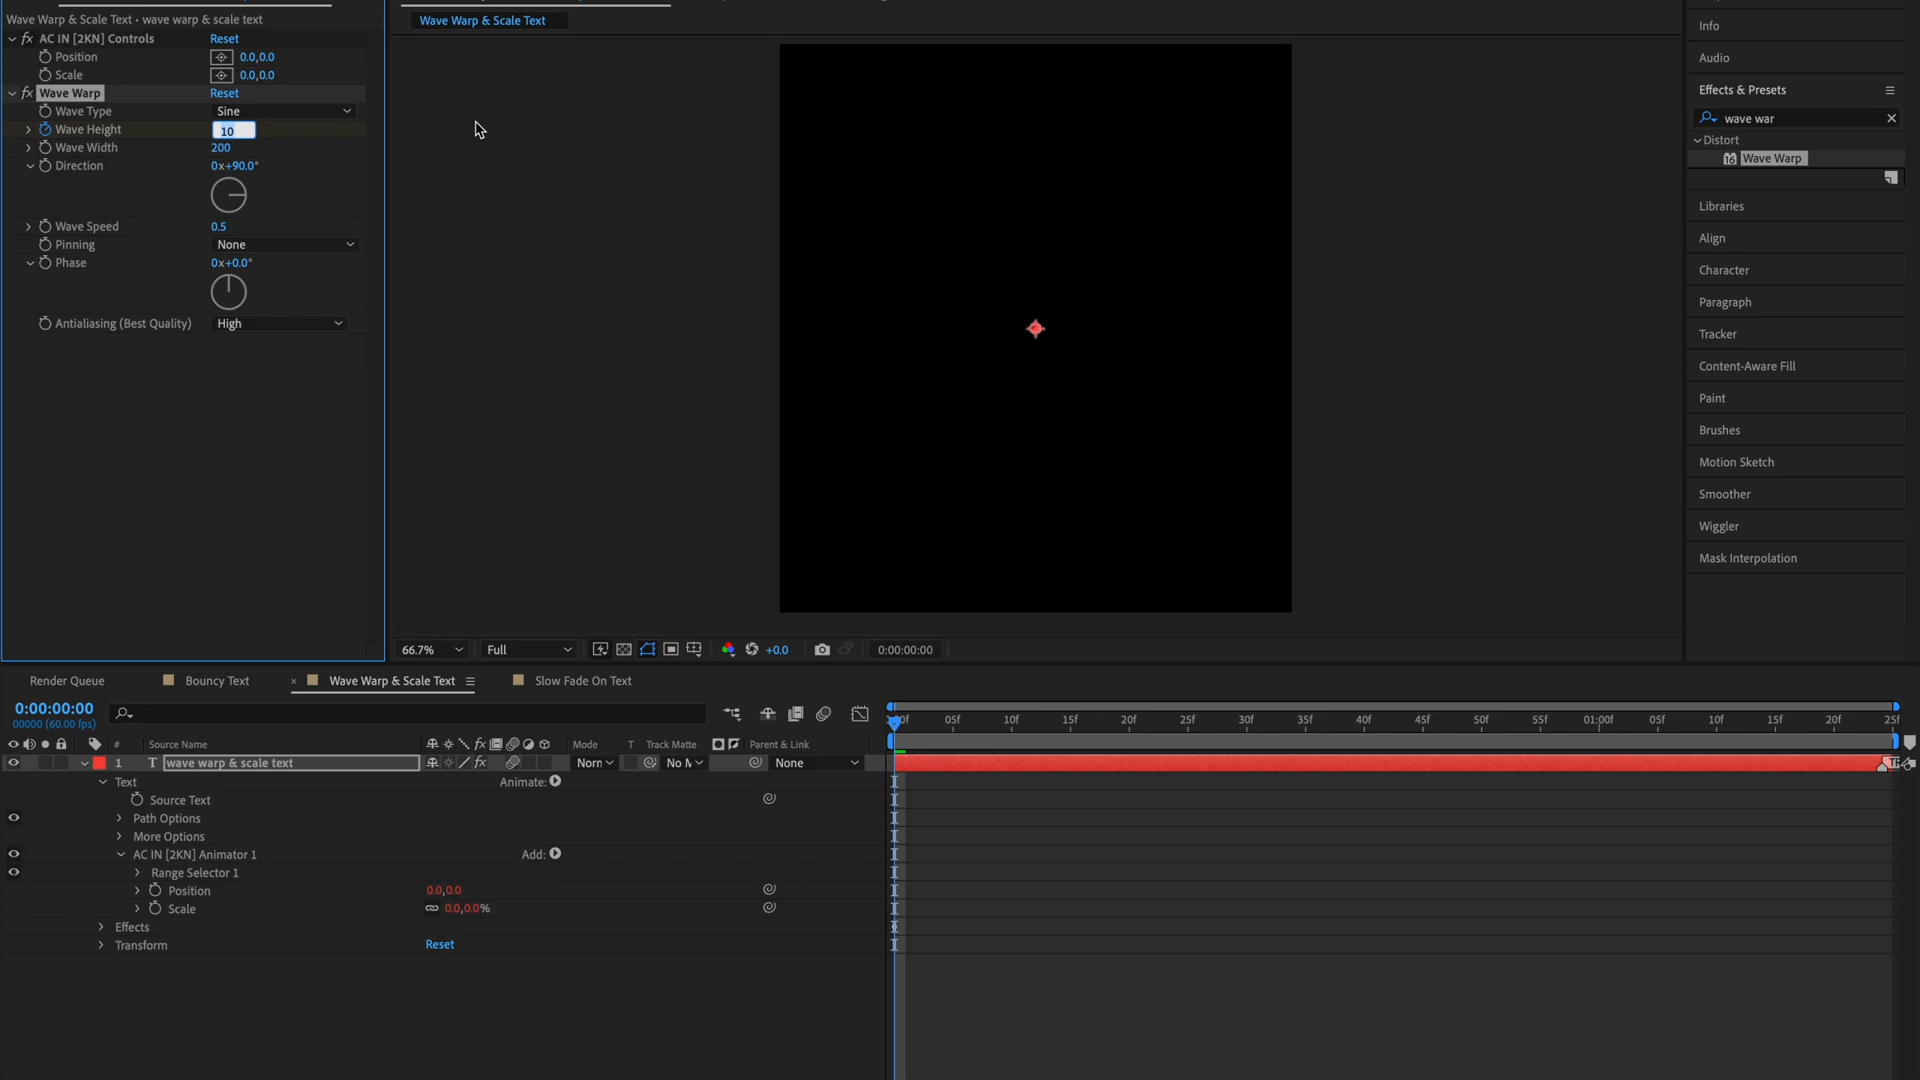 Wave Warp & Scale Text • wave warp & scale text
fx AC IN [2KN] Controls Reset
Position 0.0,0.0
Scale 0.0,0.0
fx Wave Warp Reset
Wave Type Sine
Wave Height 10
Wave Width 200
Direction 0x+90.0°
Wave Speed 0.5
Pinning None
Phase 0x+0.0°
Antialiasing (Best Quality) High
Wave Warp & Scale Text
66.7% Full +0.0 0:00:00:00
Info
Audio
Effects & Presets
wave war
Distort
16 Wave Warp
Libraries
Align
Character
Paragraph
Tracker
Content-Aware Fill
Paint
Brushes
Motion Sketch
Smoother
Wiggler
Mask Interpolation
Render Queue Bouncy Text × Wave Warp & Scale Text Slow Fade On Text
0:00:00:00
00000 (60.00 fps)
05f 10f 15f 20f 25f 30f 35f 40f 45f 50f 55f 01:00f 05f 10f 15f 20f 25f
# Source Name fx Mode T Track Matte Parent & Link
1 T wave warp & scale text fx Norn No M None
Text Animate:
Source Text
Path Options
More Options
AC IN [2KN] Animator 1 Add:
Range Selector 1
Position 0.0,0.0
Scale 0.0,0.0%
Effects
Transform Reset